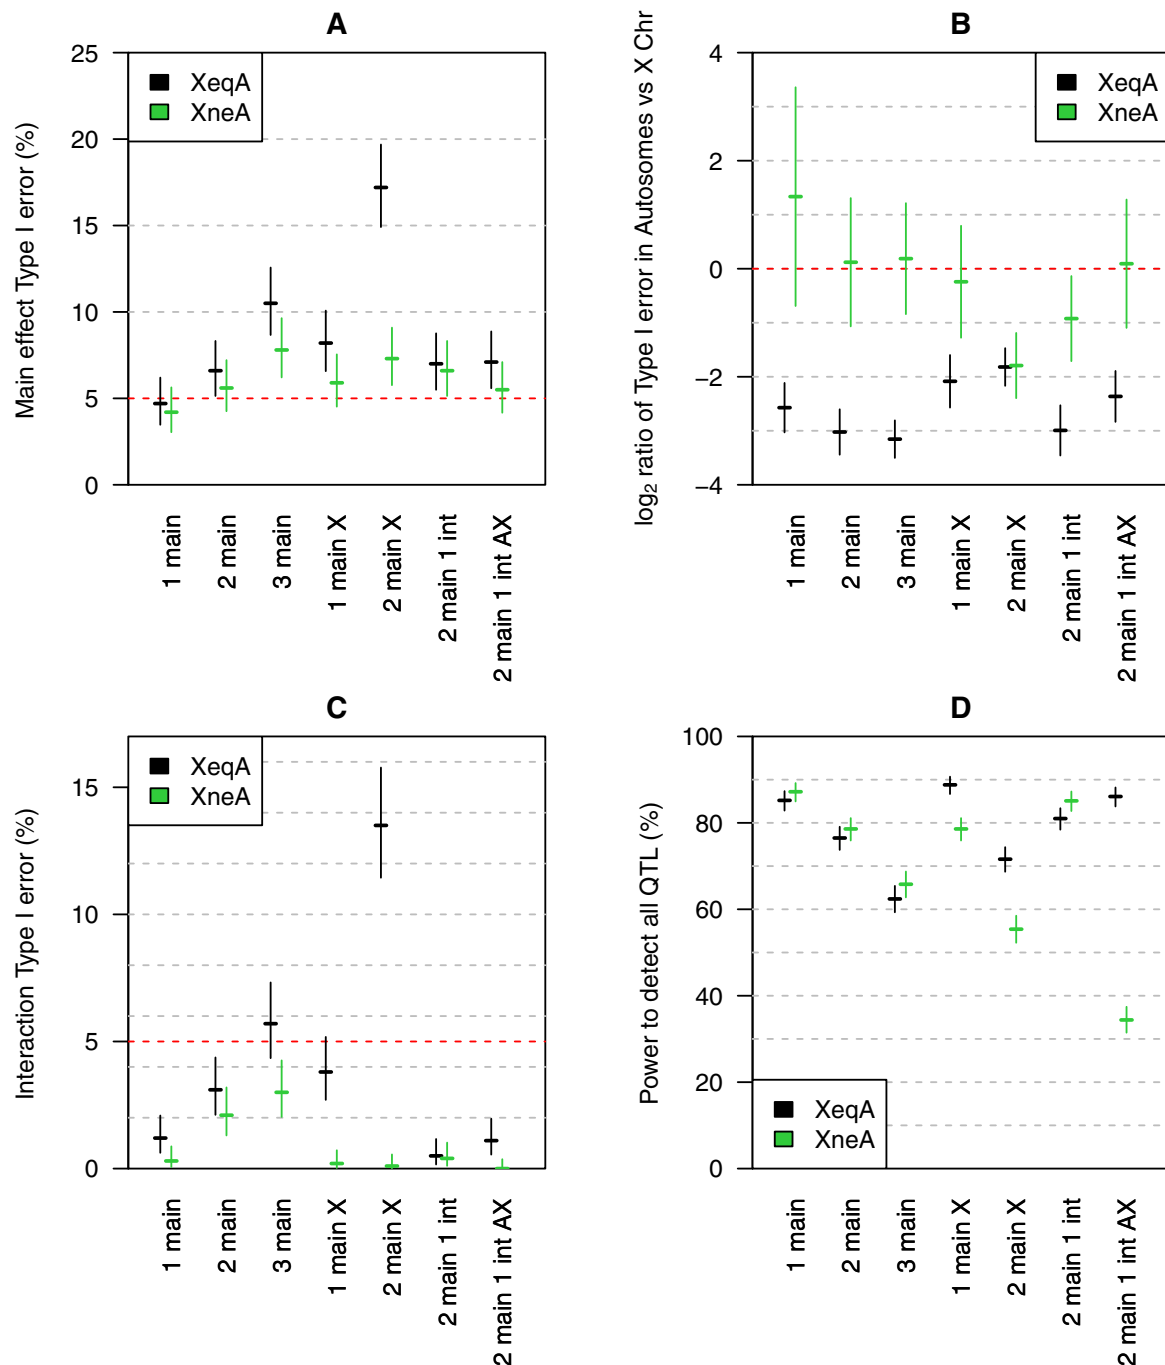 A
Main effect Type I error (%)
25
20
15
10
5
0
XeqA
XneA
1 main
2 main
3 main
1 main X
2 main X
2 main 1 int
2 main 1 int AX
B
log₂ ratio of Type I error in Autosomes vs X Chr
4
2
0
−2
−4
XeqA
XneA
1 main
2 main
3 main
1 main X
2 main X
2 main 1 int
2 main 1 int AX
C
Interaction Type I error (%)
15
10
5
0
XeqA
XneA
1 main
2 main
3 main
1 main X
2 main X
2 main 1 int
2 main 1 int AX
D
Power to detect all QTL (%)
100
80
60
40
20
0
XeqA
XneA
1 main
2 main
3 main
1 main X
2 main X
2 main 1 int
2 main 1 int AX